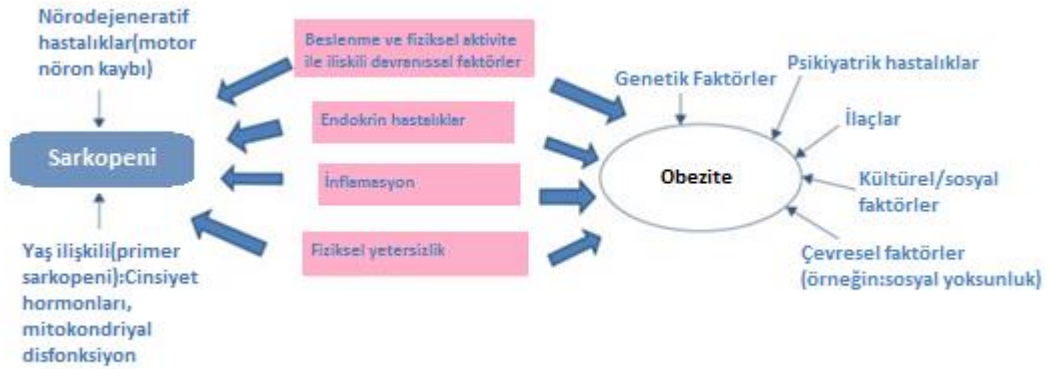 Nörodejeneratif
hastalıklar(motor
nöron kaybı)
Sarkopeni
Yaş ilişkili(primer
sarkopeni):Cinsiyet
hormonları,
mitokondriyal
disfonksiyon
Beslenme ve fiziksel aktivite
ile iliskili davranıssal faktörler
Endokrin hastalıklar
İnflamasyon
Fiziksel yetersizlik
Genetik Faktörler
Psikiyatrik hastalıklar
İlaçlar
Obezite
Kültürel/sosyal
faktörler
Çevresel faktörler
(örneğin:sosyal yoksunluk)